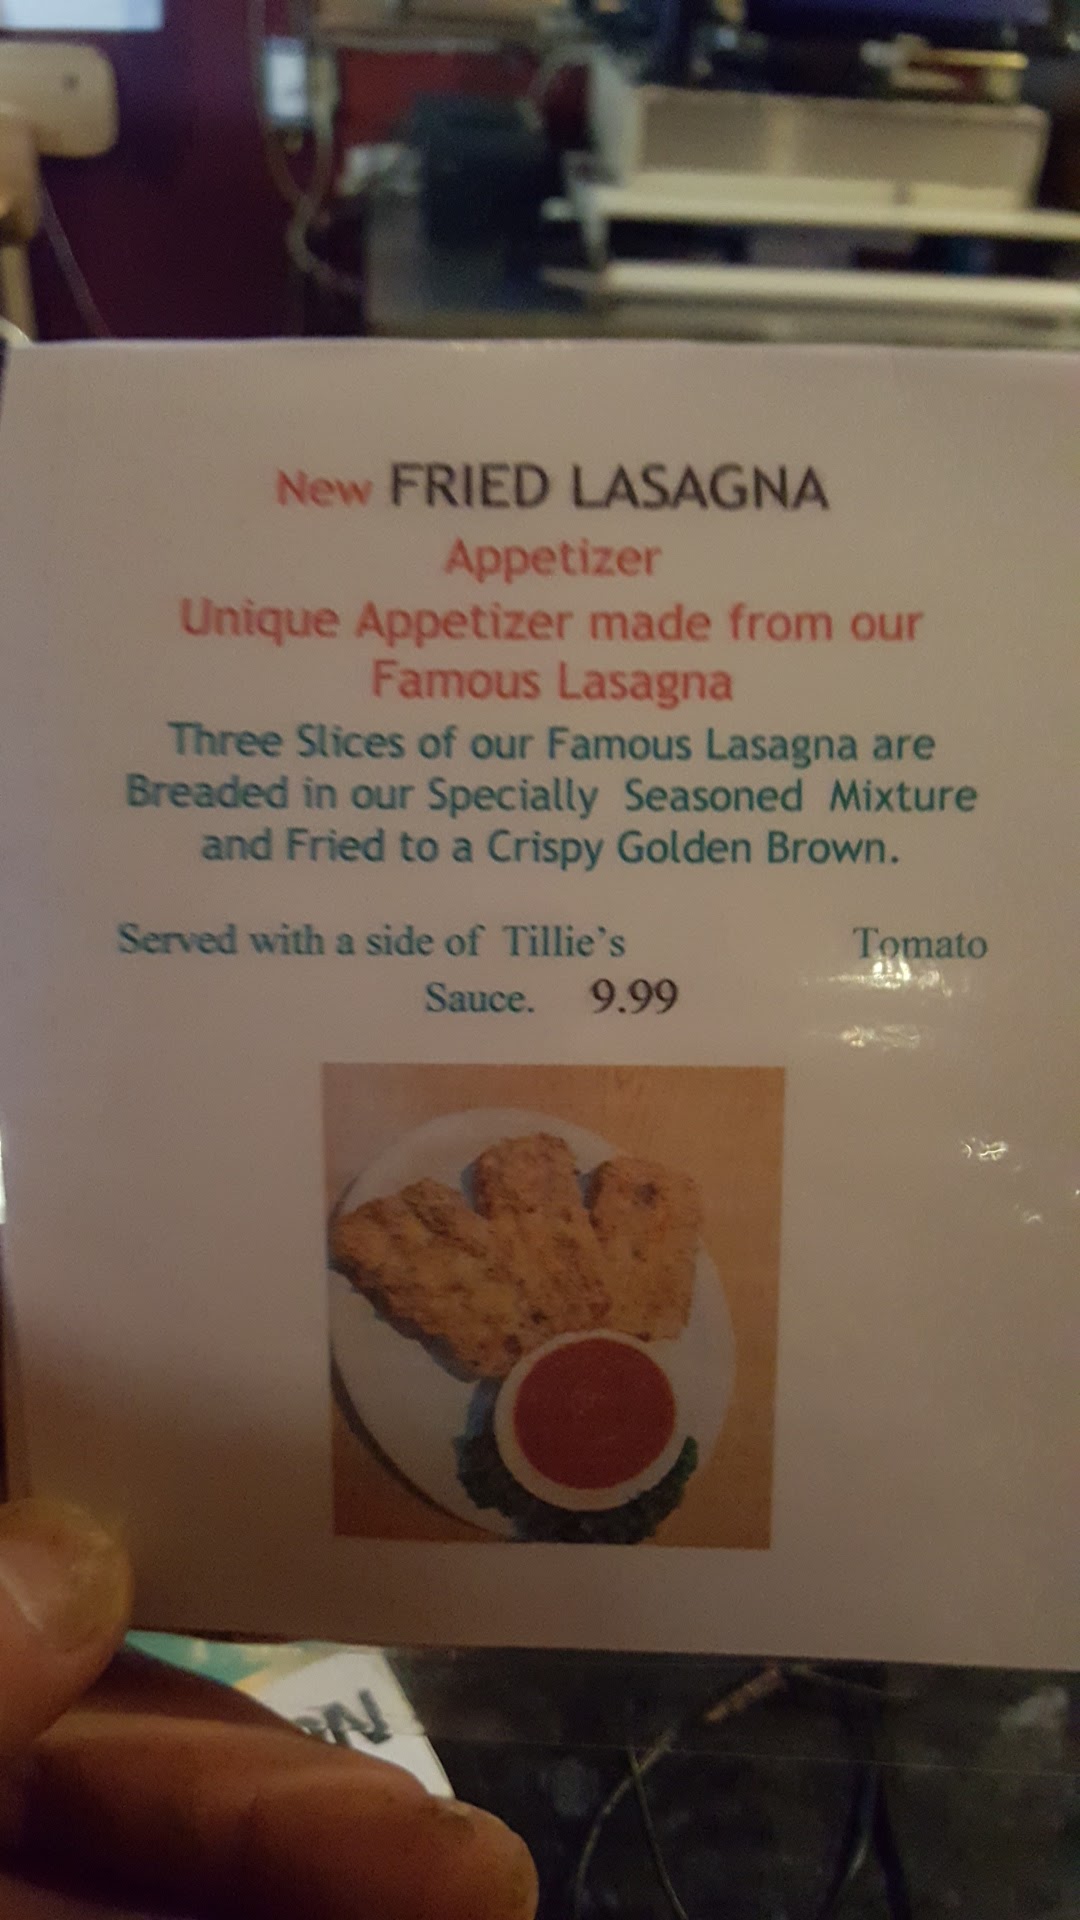 New FRIED LASAGNA
Appetizer
Unique Appetizer made from our
Famous Lasagna
Three Slices of our Famous Lasagna are
Breaded in our Specially Seasoned Mixture
and Fried to a Crispy Golden Brown.
Served with a side of Tillie's Tomato
Sauce. 9.99